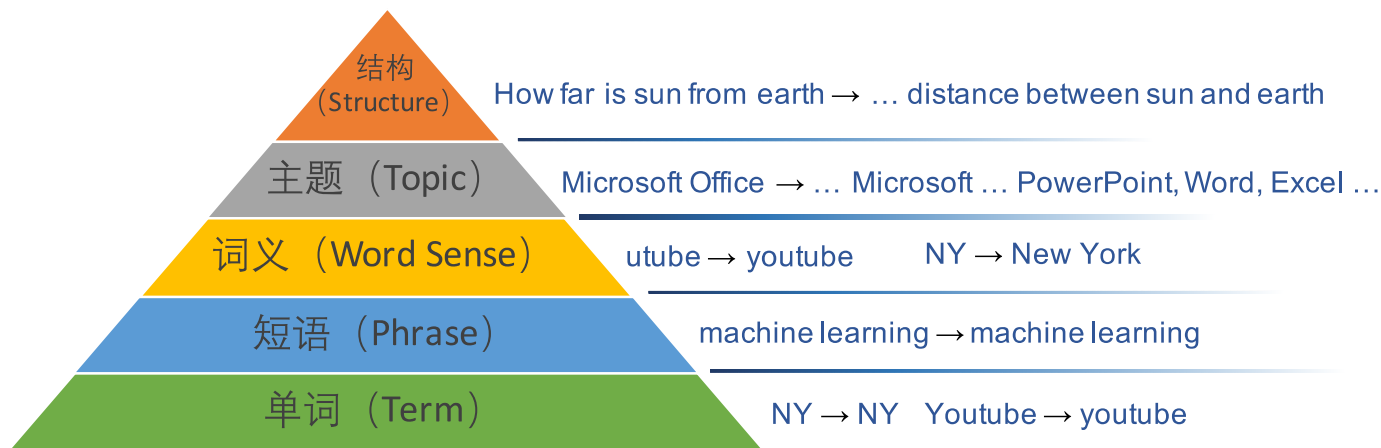 结构
（Structure）
How far is sun from earth → … distance between sun and earth
主题（Topic）
Microsoft Office → … Microsoft … PowerPoint, Word, Excel …
词义（Word Sense）
utube → youtube NY → New York
短语（Phrase）
machine learning → machine learning
单词（Term）
NY → NY Youtube → youtube